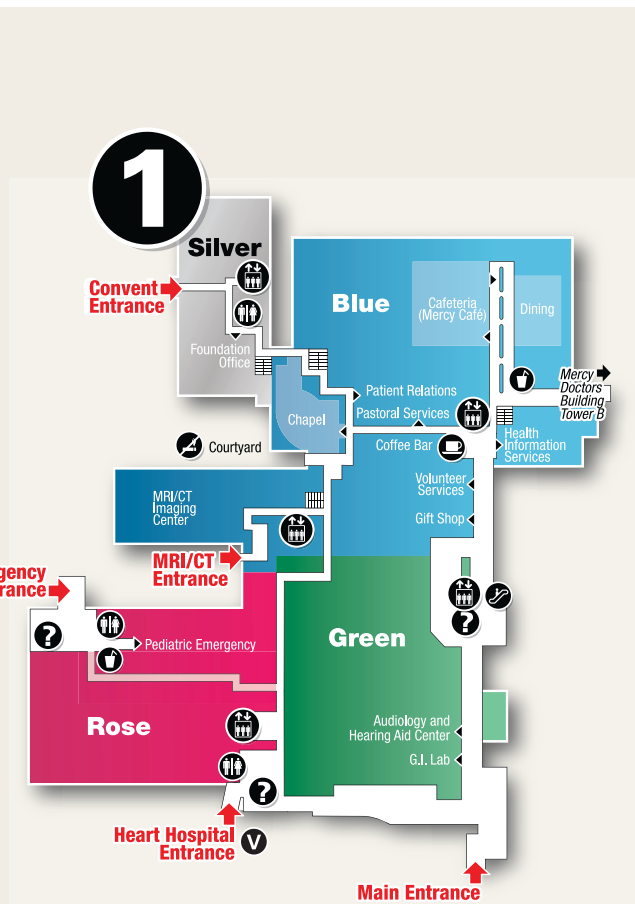 1
Silver
Convent
Entrance
Foundation
Office
Blue
Cafeteria
(Mercy Café)
Dining
Mercy
Doctors
Building
Tower B
Patient Relations
Pastoral Services
Chapel
Courtyard
Coffee Bar
Health
Information
Services
Volunteer
Services
Gift Shop
MRI/CT
Imaging
Center
MRI/CT
Entrance
gency
rance
?
Pediatric Emergency
?
Green
Rose
Audiology and
Hearing Aid Center
G.I. Lab
?
Heart Hospital
Entrance
V
Main Entrance